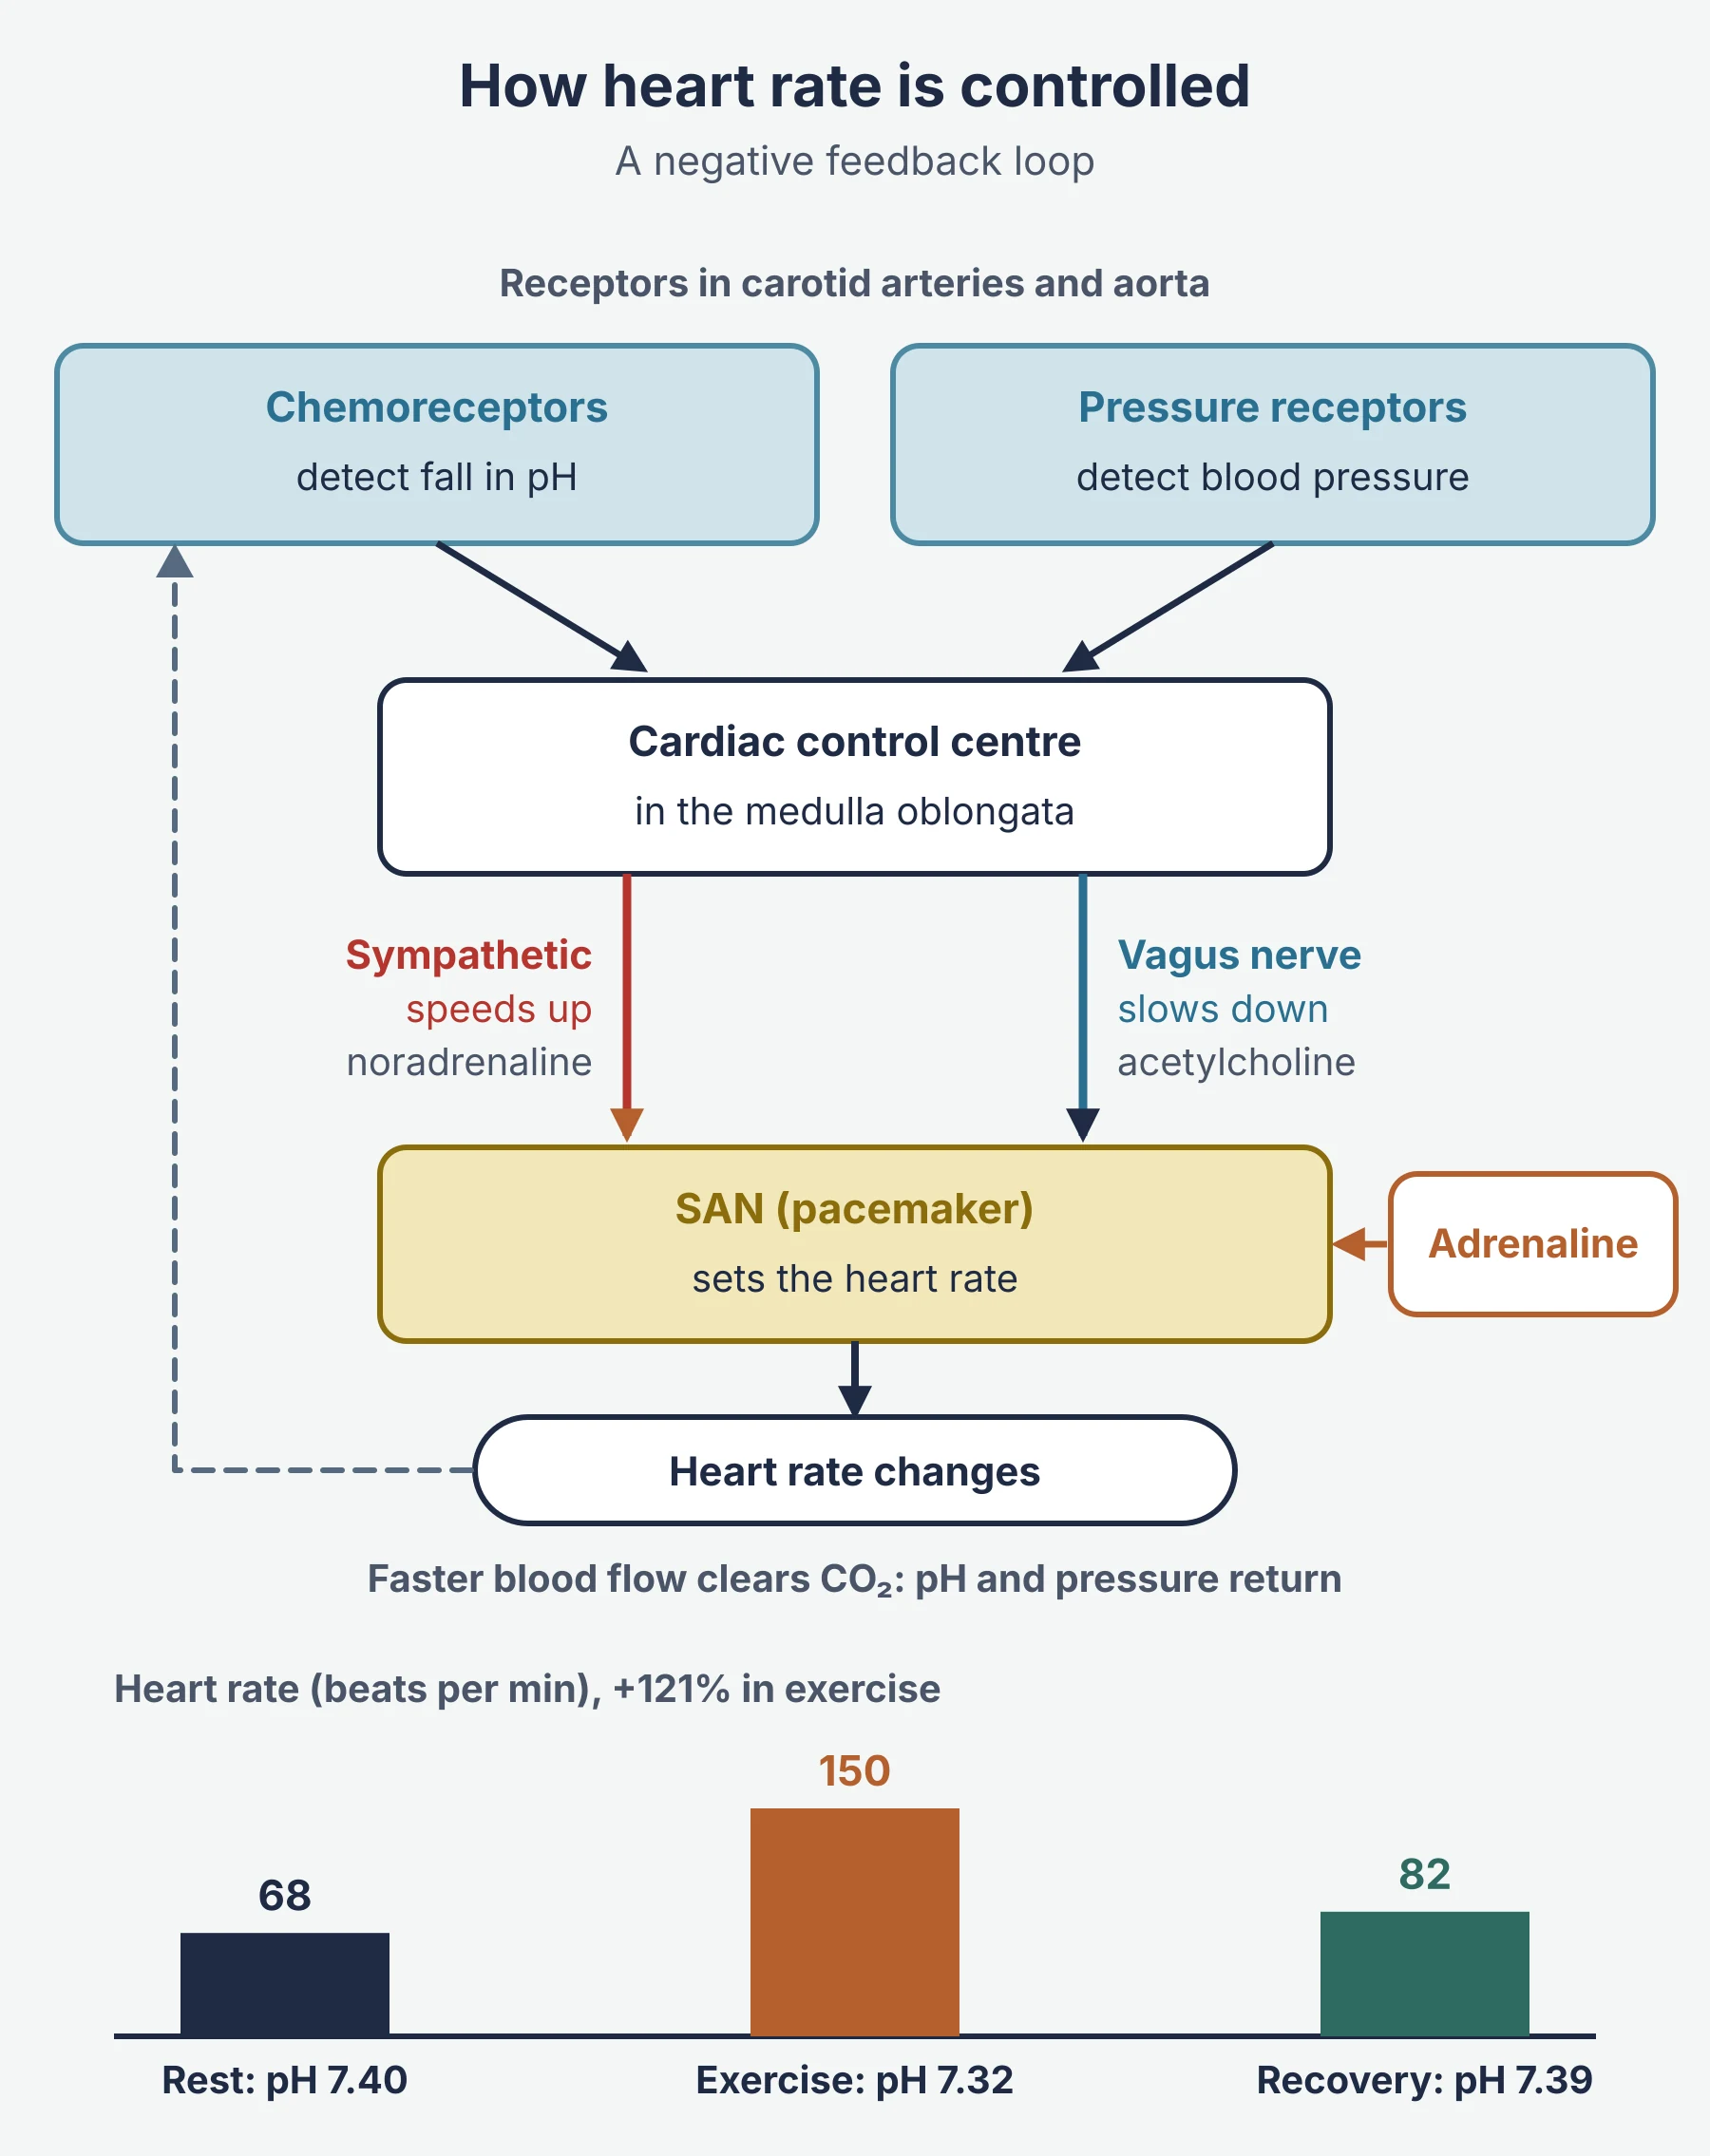 How heart rate is controlled
A negative feedback loop
Receptors in carotid arteries and aorta
Chemoreceptors
detect fall in pH
Pressure receptors
detect blood pressure
Cardiac control centre
in the medulla oblongata
Sympathetic
speeds up
noradrenaline
Vagus nerve
slows down
acetylcholine
SAN (pacemaker)
sets the heart rate
Adrenaline
Heart rate changes
Faster blood flow clears CO₂: pH and pressure return
Heart rate (beats per min), +121% in exercise
68
150
82
Rest: pH 7.40
Exercise: pH 7.32
Recovery: pH 7.39